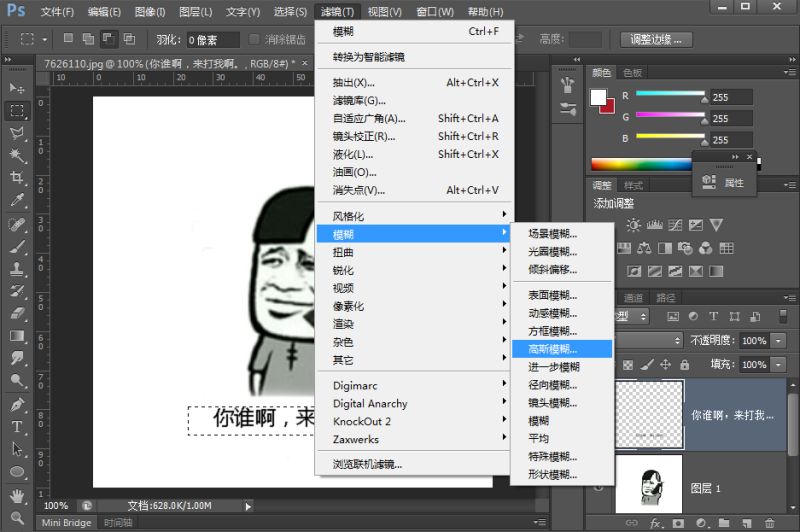 Ps 文件(F) 编辑(E) 图像(I) 图层(L) 文字(Y) 选择(S) 滤镜(T) 视图(V) 窗口(W) 帮助(H)
羽化: 0 像素 消除锯齿 高度: 调整边缘 ...
7626110.jpg @ 100% (你谁啊，来打我啊。, RGB/8#) *
模糊 Ctrl+F
转换为智能滤镜
抽出(X)... Alt+Ctrl+X
滤镜库(G)...
自适应广角(A)... Shift+Ctrl+A
镜头校正(R)... Shift+Ctrl+R
液化(L)... Shift+Ctrl+X
油画(O)...
消失点(V)... Alt+Ctrl+V
风格化
模糊
扭曲
锐化
视频
像素化
渲染
杂色
其它
Digimarc
Digital Anarchy
KnockOut 2
Zaxwerks
浏览联机滤镜...
场景模糊...
光圈模糊...
倾斜偏移...
表面模糊...
动感模糊...
方框模糊...
高斯模糊...
进一步模糊
径向模糊...
镜头模糊...
模糊
平均
特殊模糊...
形状模糊...
你谁啊，来
颜色 色板
R 255
G 255
B 255
属性
调整 样式
添加调整
通道 路径
型
不透明度: 100%
填充: 100%
你谁啊，来打我...
图层 1
100% 文档:628.0K/1.00M
Mini Bridge 时间轴